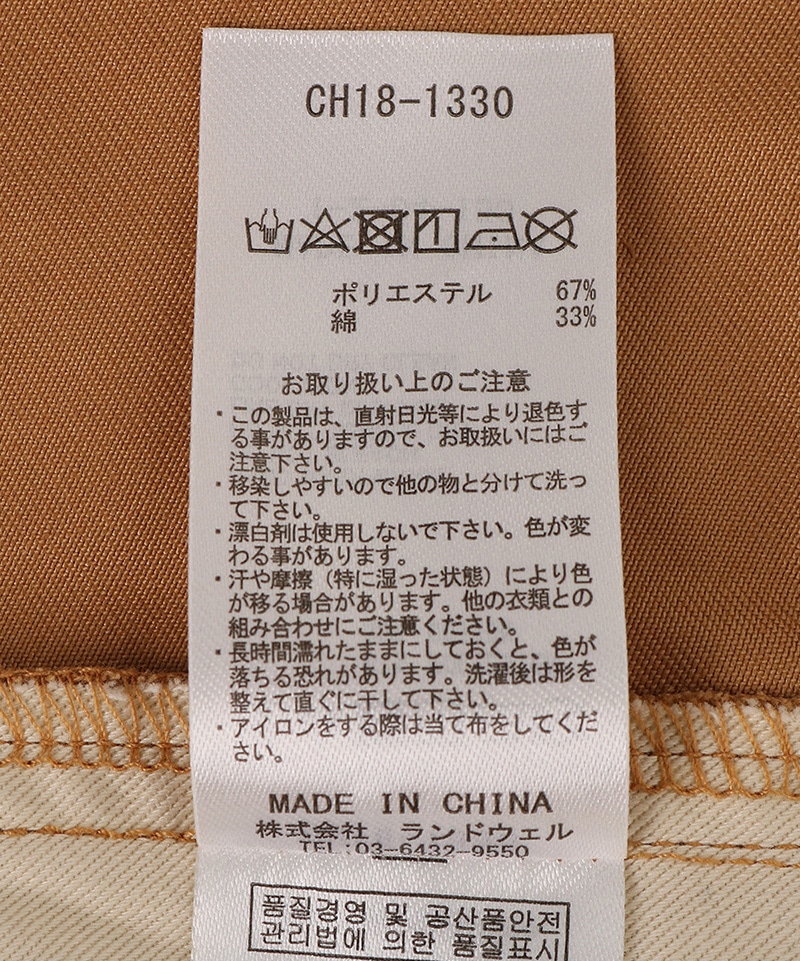 CH18-1330
ポリエステル 67%
綿 33%
お取り扱い上のご注意
・この製品は、直射日光等により退色す
る事がありますので、お取扱いにはご
注意下さい。
・移染しやすいので他の物と分けて洗っ
て下さい。
・漂白剤は使用しないで下さい。色が変
わる事があります。
・汗や摩擦（特に湿った状態）により色
が移る場合があります。他の衣類との
組み合わせにご注意ください。
・長時間濡れたままにしておくと、色が
落ちる恐れがあります。洗濯後は形を
整えて直ぐに干して下さい。
・アイロンをする際は当て布をしてくだ
さい。
MADE IN CHINA
株式会社 ランドウェル
TEL:03-6432-9550
품질경영 및 공산품안전
관리법에 의한 품질표시